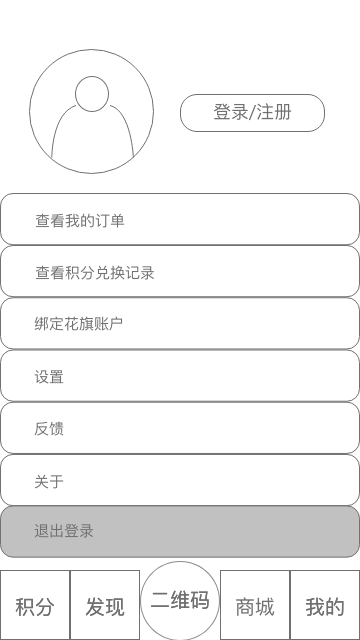 登录/注册
查看我的订单
查看积分兑换记录
绑定花旗账户
设置
反馈
关于
退出登录
积分 发现 二维码 商城 我的